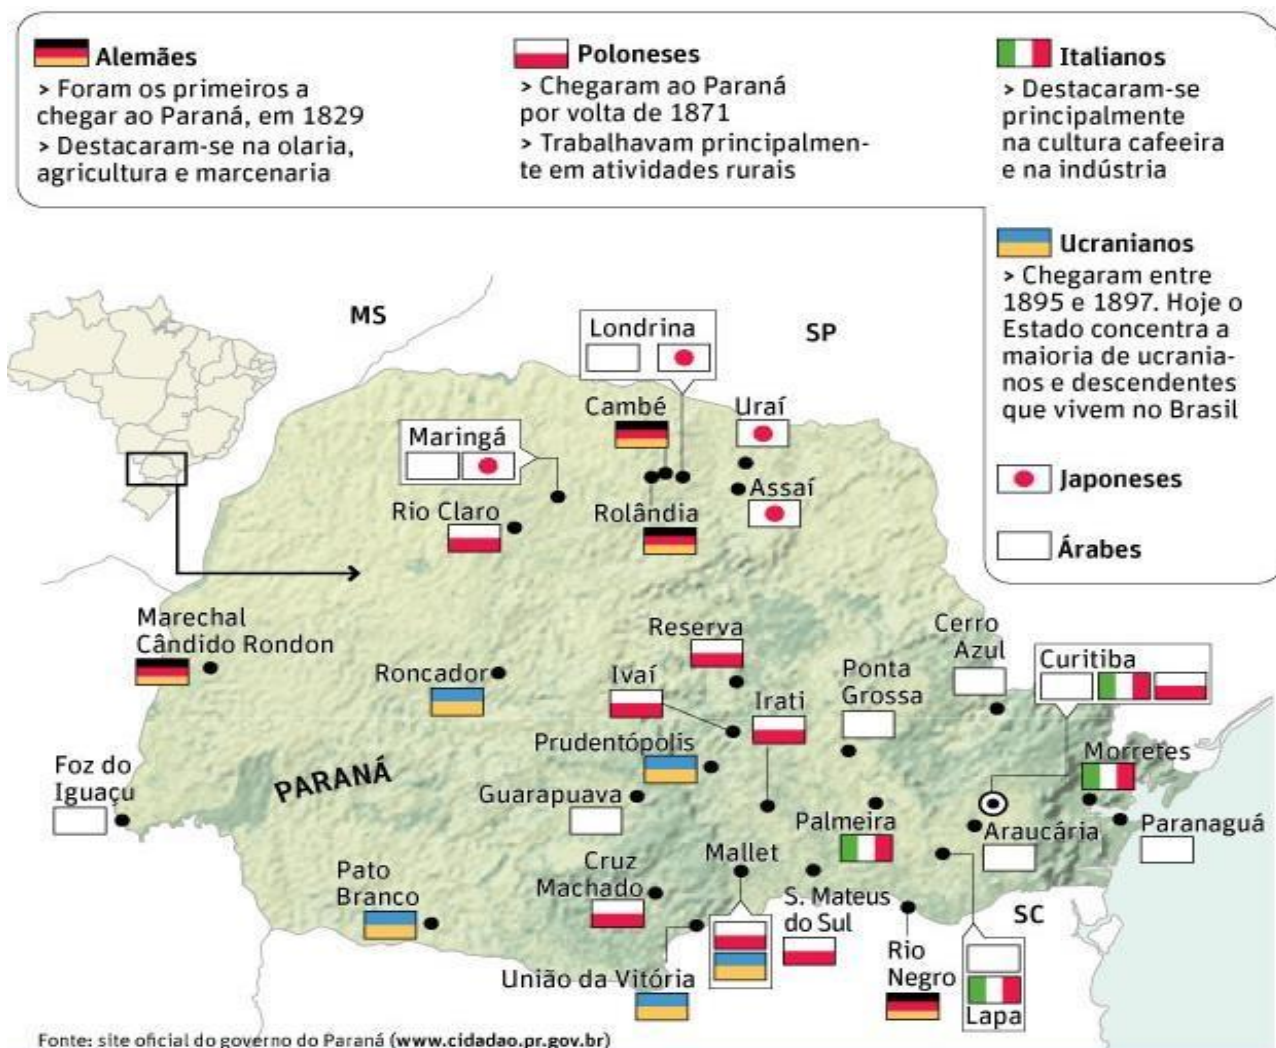 Alemães
> Foram os primeiros a
chegar ao Paraná, em 1829
> Destacaram-se na olaria,
agricultura e marcenaria
Poloneses
> Chegaram ao Paraná
por volta de 1871
> Trabalhavam principalmen-
te em atividades rurais
Italianos
> Destacaram-se
principalmente
na cultura cafeeira
e na indústria
Ucranianos
> Chegaram entre
1895 e 1897. Hoje o
Estado concentra a
maioria de ucrania-
nos e descendentes
que vivem no Brasil
Japoneses
Árabes
MS
SP
Londrina
Cambé
Uraí
Maringá
Assaí
Rio Claro
Rolândia
Marechal
Cândido Rondon
Reserva
Cerro
Azul
Curitiba
Roncador
Ivaí
Ponta
Grossa
Irati
Prudentópolis
Morretes
Foz do
Iguaçu
PARANÁ
Guarapuava
Palmeira
Araucária
Paranaguá
Pato
Branco
Cruz
Machado
Mallet
S. Mateus
do Sul
SC
União da Vitória
Rio
Negro
Lapa
Fonte: site oficial do governo do Paraná (www.cidadao.pr.gov.br)